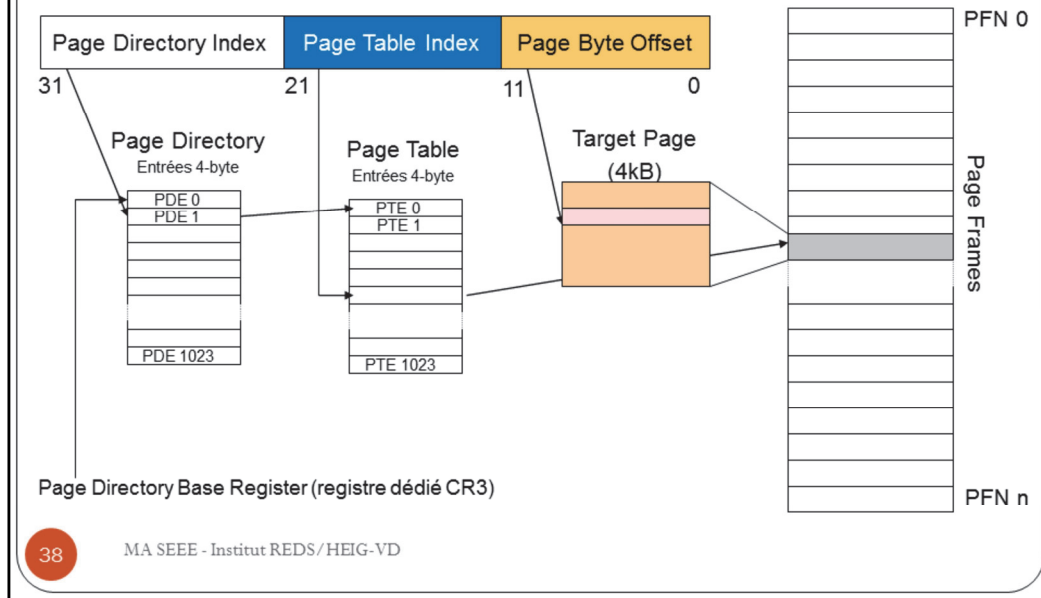 Page Directory Index Page Table Index Page Byte Offset
31 21 11 0
PFN 0
Page Directory
Entrées 4-byte
PDE 0
PDE 1
PDE 1023
Page Table
Entrées 4-byte
PTE 0
PTE 1
PTE 1023
Target Page
(4kB)
Page Frames
PFN n
Page Directory Base Register (registre dédié CR3)
38 MA SEEE - Institut REDS/HEIG-VD